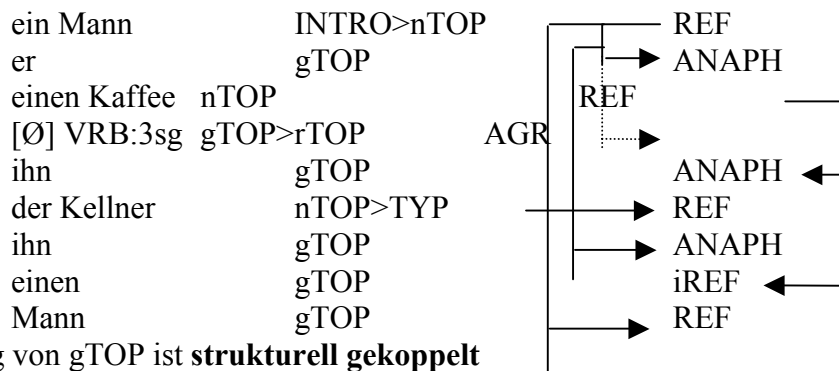 ein Mann INTRO>nTOP REF
er gTOP ANAPH
einen Kaffee nTOP REF
[Ø] VRB:3sg gTOP>rTOP AGR
ihn gTOP ANAPH
der Kellner nTOP>TYP REF
ihn gTOP ANAPH
einen gTOP iREF
Mann gTOP REF
g von gTOP ist strukturell gekoppelt